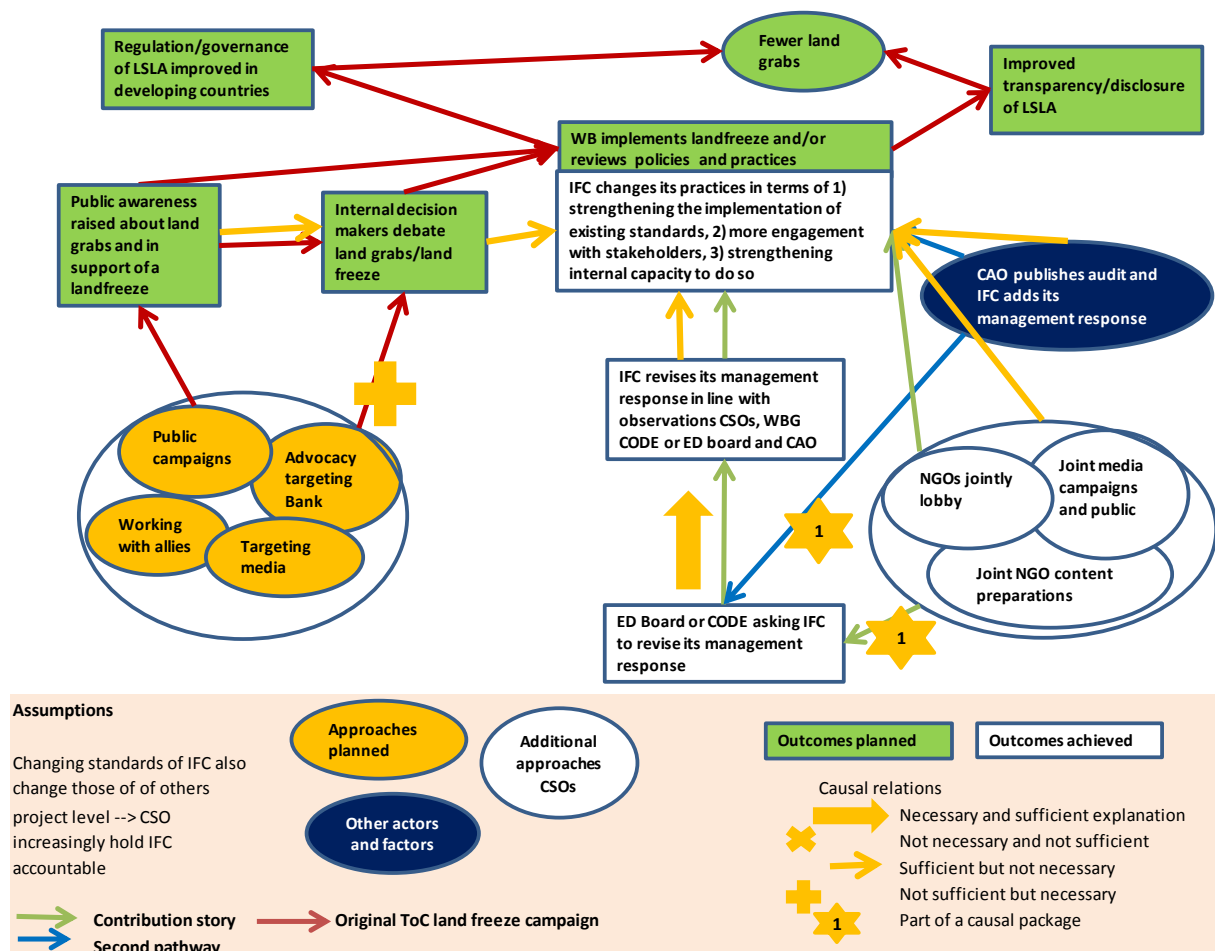 Regulation/governance
of LSLA improved in
developing countries
Fewer land
grabs
Improved
transparency/disclosure
of LSLA
WB implements landfreeze and/or
reviews policies and practices
IFC changes its practices in terms of 1)
strengthening the implementation of
existing standards, 2) more engagement
with stakeholders, 3) strengthening
internal capacity to do so
Public awareness
raised about land
grabs and in
support of a
landfreeze
Internal decision
makers debate
land grabs/land
freeze
CAO publishes audit and
IFC adds its
management response
IFC revises its management
response in line with
observations CSOs, WBG
CODE or ED board and CAO
Public
campaigns
Advocacy
targeting
Bank
Working
with allies
Targeting
media
NGOs jointly
lobby
Joint media
campaigns
and public
Joint NGO content
preparations
1
1
ED Board or CODE asking IFC
to revise its management
response
Assumptions
Changing standards of IFC also
change those of of others
project level --> CSO
increasingly hold IFC
accountable
Approaches
planned
Additional
approaches
CSOs
Other actors
and factors
Outcomes planned
Outcomes achieved
Causal relations
Necessary and sufficient explanation
Not necessary and not sufficient
Sufficient but not necessary
Not sufficient but necessary
1
Part of a causal package
Contribution story
Original ToC land freeze campaign
Second pathway